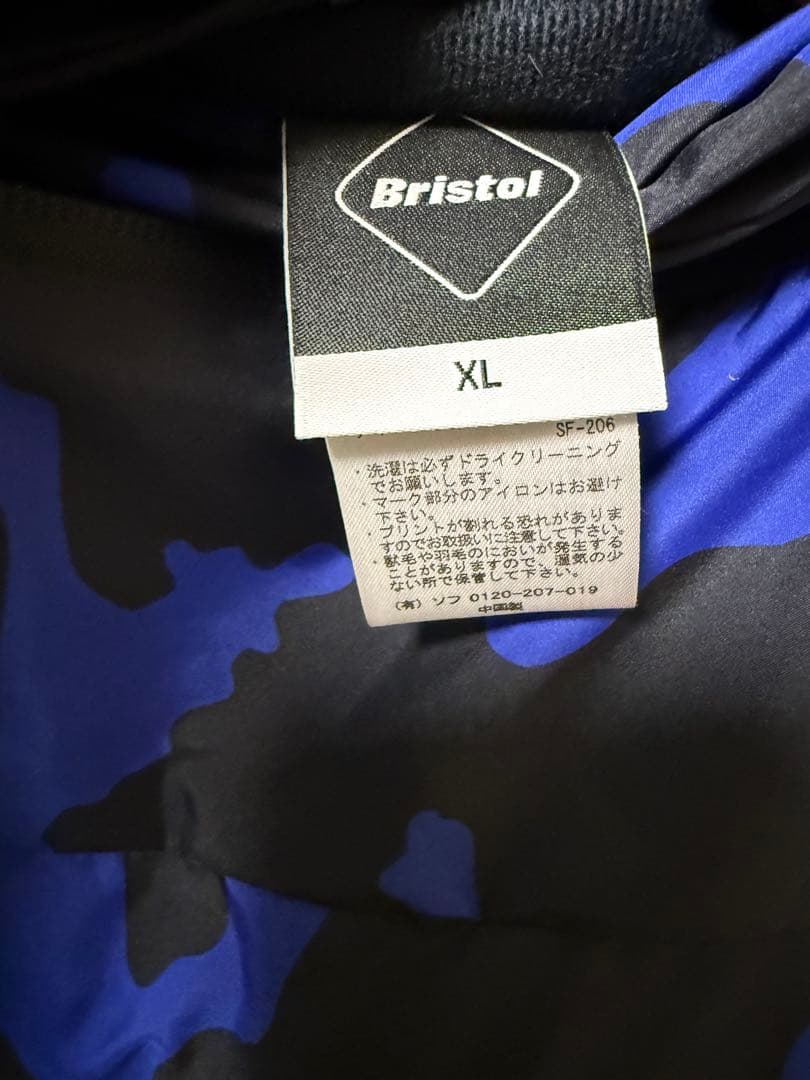 Bristol
XL
SF-206
・洗濯は必ずドライクリーニング
でお願いします。
・マーク部分のアイロンはお避け
下さい。
・プリントが割れる恐れがありま
すのでお取扱いに注意して下さい。
・獣毛や羽毛のにおいが発生する
ことがありますので、湿気の少
ない所で保管して下さい。
(有) ソフ 0120-207-019
中国製